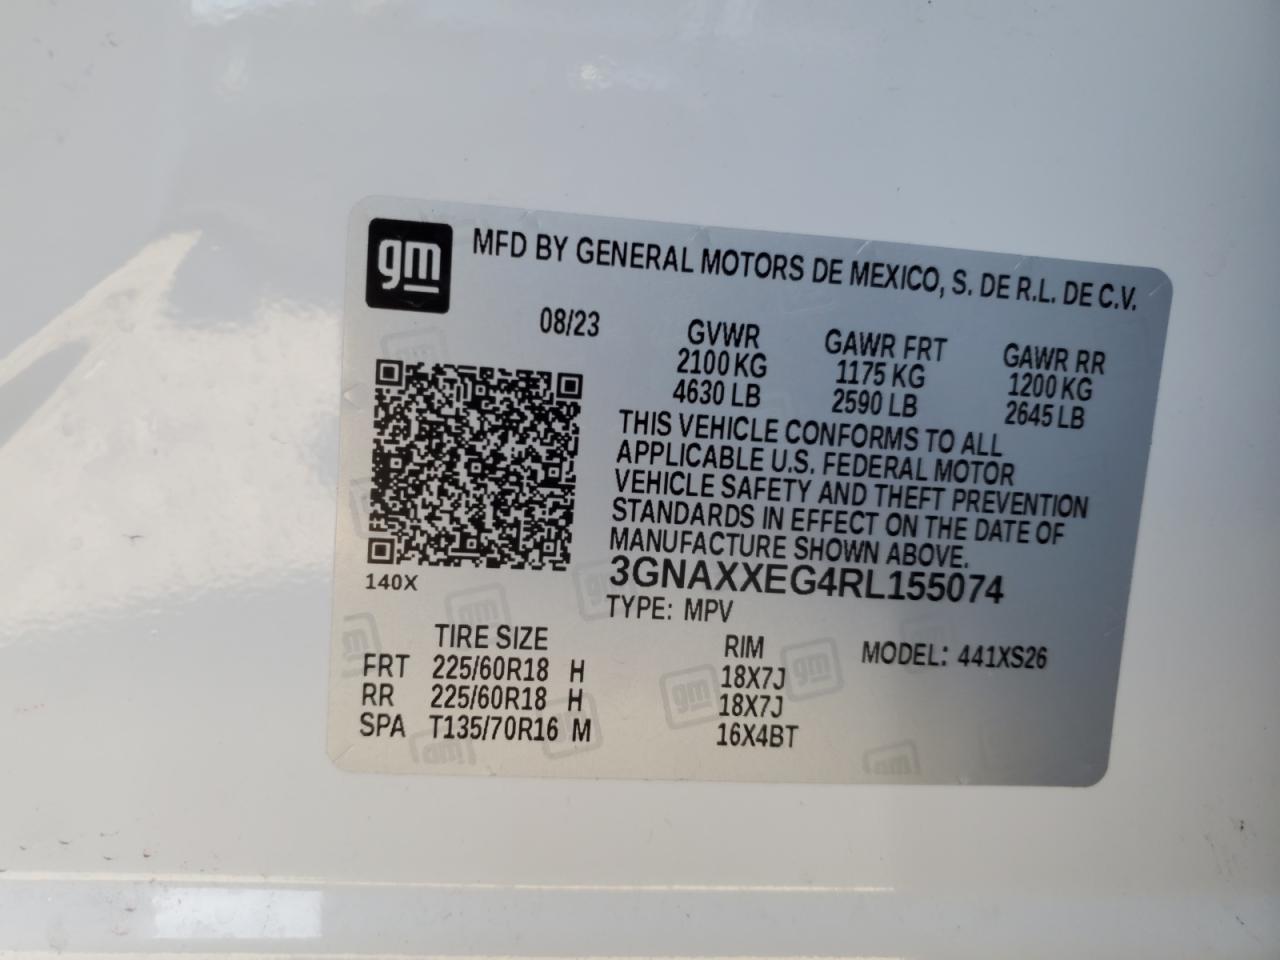 gm
MFD BY GENERAL MOTORS DE MEXICO, S. DE R.L. DE C.V.
08/23
GVWR GAWR FRT GAWR RR
2100 KG 1175 KG 1200 KG
4630 LB 2590 LB 2645 LB
THIS VEHICLE CONFORMS TO ALL
APPLICABLE U.S. FEDERAL MOTOR
VEHICLE SAFETY AND THEFT PREVENTION
STANDARDS IN EFFECT ON THE DATE OF
MANUFACTURE SHOWN ABOVE.
3GNAXXEG4RL155074
140X
TYPE: MPV
TIRE SIZE RIM MODEL: 441XS26
FRT 225/60R18 H 18X7J
RR 225/60R18 H 18X7J
SPA T135/70R16 M 16X4BT